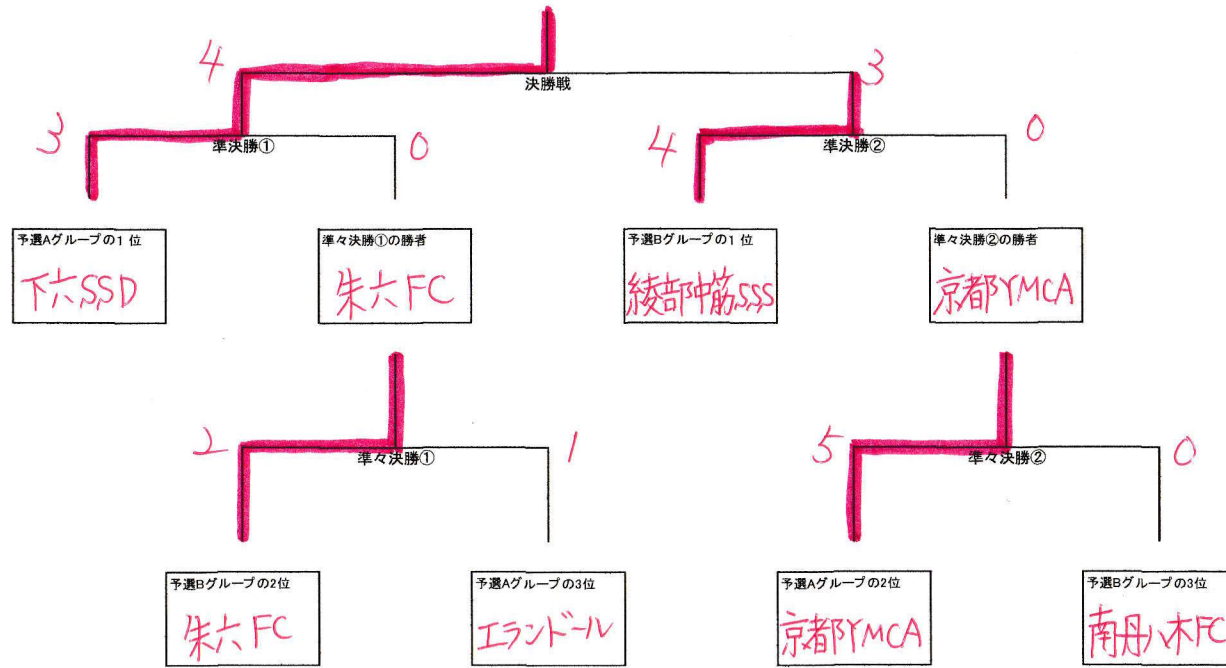 4
3
決勝戦
3
0
4
0
準決勝①
準決勝②
予選Aグループの1位
準々決勝①の勝者
予選Bグループの1位
準々決勝②の勝者
下六SSD
朱六FC
綾部中筋SSS
京都YMCA
2
1
5
0
準々決勝①
準々決勝②
予選Bグループの2位
予選Aグループの3位
予選Aグループの2位
予選Bグループの3位
朱六FC
エランドール
京都YMCA
南丹八木FC